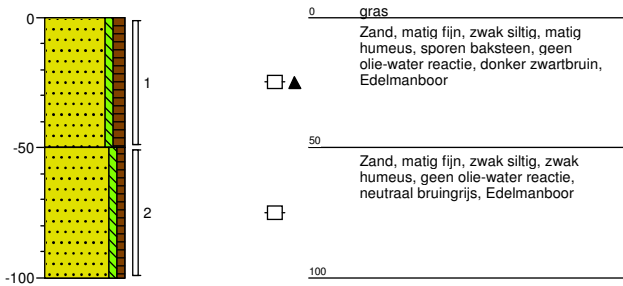 0
-50
-100
1
2
0 gras
Zand, matig fijn, zwak siltig, matig
humeus, sporen baksteen, geen
olie-water reactie, donker zwartbruin,
Edelmanboor
50
Zand, matig fijn, zwak siltig, zwak
humeus, geen olie-water reactie,
neutraal bruingrijs, Edelmanboor
100